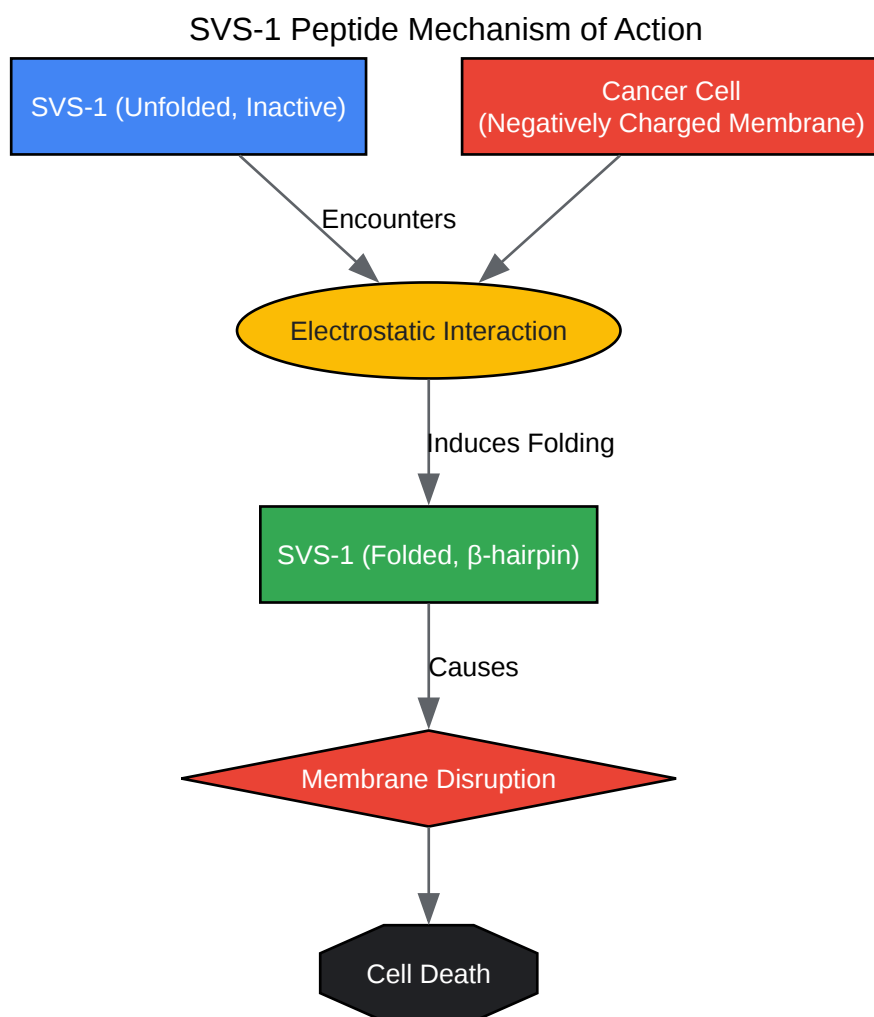 SVS-1 Peptide Mechanism of Action
SVS-1 (Unfolded, Inactive)
Cancer Cell
(Negatively Charged Membrane)
Encounters
Electrostatic Interaction
Induces Folding
SVS-1 (Folded, β-hairpin)
Causes
Membrane Disruption
Cell Death